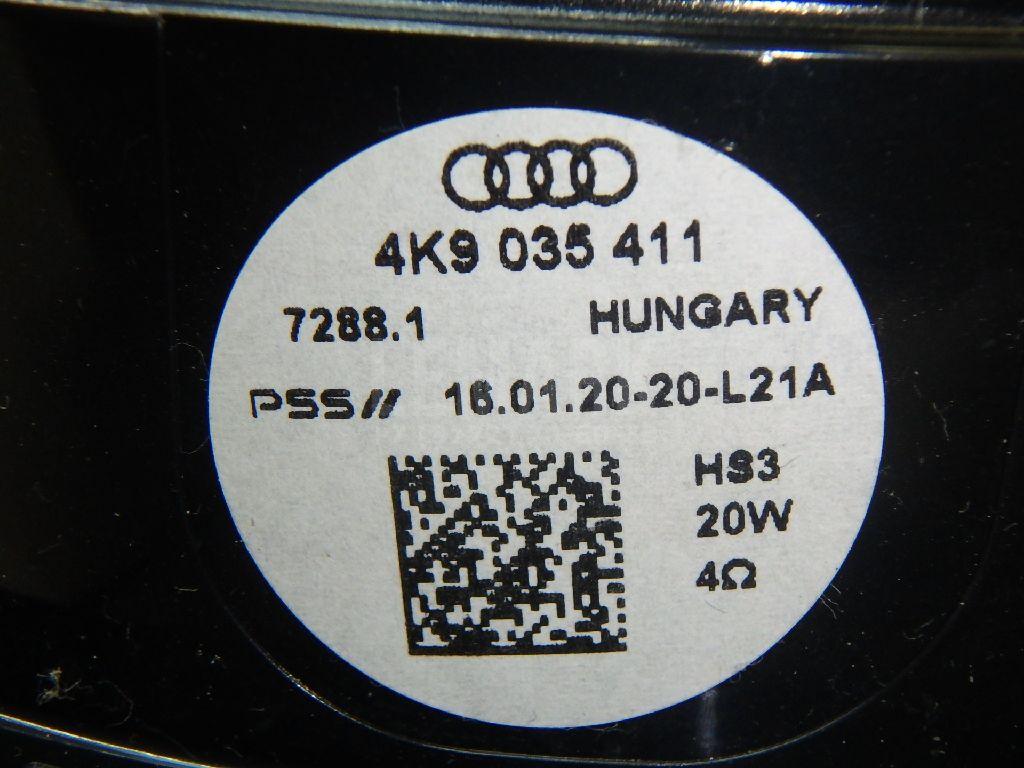 4K9 035 411
7288.1 HUNGARY
PSS// 16.01.20-20-L21A
HS3
20W
4Ω